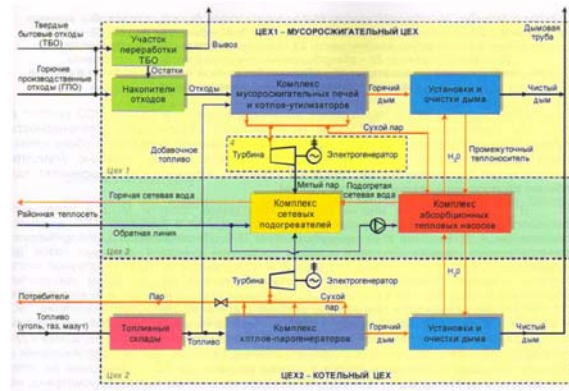 ЦЕХ1 – МУСОРОСЖИГАТЕЛЬНЫЙ ЦЕХ
Дымовая
труба
Твердые
бытовые отходы
(ТБО)
Участок
переработки
ТБО
Вывоз
Остатки
Горючие
производственные
отходы (ГПО)
Накопители
отходов
Отходы
Комплекс
мусоросжигательных печей
и котлов-утилизаторов
Горячий
дым
Установки и
очистки дыма
Чистый
дым
Сухой пар
Добавочное
топливо
4
Турбина
Электрогенератор
H₂0
Промежуточный
теплоноситель
Цех 1
Мятый пар
Подогретая
сетевая вода
Горячая сетевая вода
Комплекс
сетевых
подогревателей
Комплекс
абсорбционных
тепловых насосов
Районная теплосеть
Обратная линия
Цех 3
Турбина
Электрогенератор
H₂0
Потребители
Пар
Сухой
пар
Топливо
(уголь, газ, мазут)
Топливные
склады
Топливо
Комплекс
котлов-парогенераторов
Горячий
дым
Установки и
очистки дыма
Чистый
дым
Цех 2
ЦЕХ2 – КОТЕЛЬНЫЙ ЦЕХ